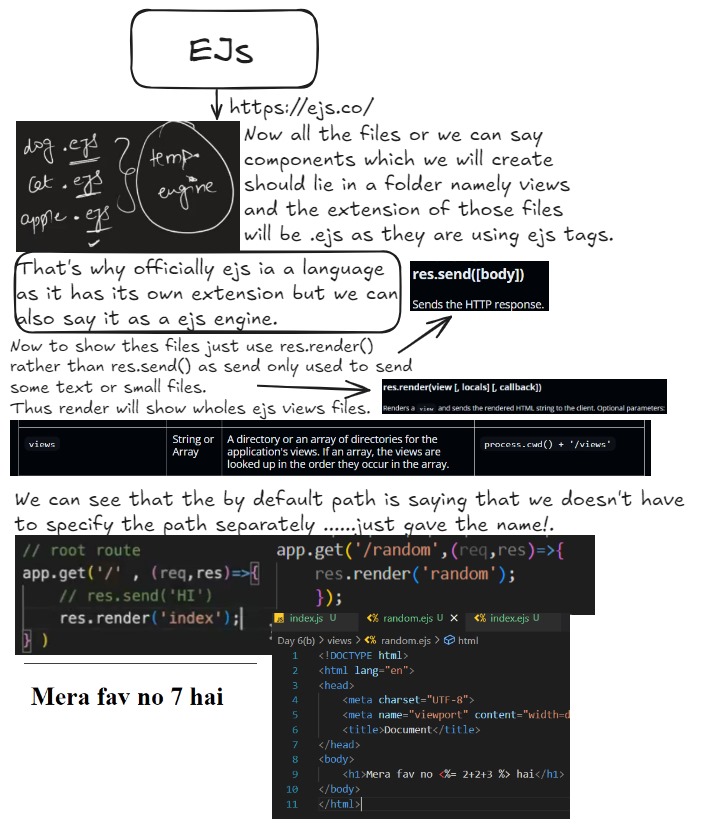 EJs
https://ejs.co/
dog .ejs
Cat .ejs
apple .ejs
temp.
engine
Now all the files or we can say
components which we will create
should lie in a folder namely views
and the extension of those files
will be .ejs as they are using ejs tags.
That's why officially ejs ia a language
as it has its own extension but we can
also say it as a ejs engine.
res.send([body])
Sends the HTTP response.
Now to show thes files just use res.render()
rather than res.send() as send only used to send
some text or small files.
Thus render will show wholes ejs views files.
res.render(view [, locals] [, callback])
Renders a view and sends the rendered HTML string to the client. Optional parameters:
views
String or
Array
A directory or an array of directories for the
application's views. If an array, the views are
looked up in the order they occur in the array.
process.cwd() + '/views'
We can see that the by default path is saying that we doesn't have
to specify the path separately ......just gave the name!.
// root route
app.get('/' , (req,res)=>{
// res.send('HI')
res.render('index');
} )
app.get('/random',(req,res)=>{
res.render('random');
});
index.js U
random.ejs U
index.ejs U
Day 6(b) > views > random.ejs > html
1 <!DOCTYPE html>
2 <html lang="en">
3 <head>
4 <meta charset="UTF-8">
5 <meta name="viewport" content="width=d
6 <title>Document</title>
7 </head>
8 <body>
9 <h1>Mera fav no <%= 2+2+3 %> hai</h1>
10 </body>
11 </html>
Mera fav no 7 hai